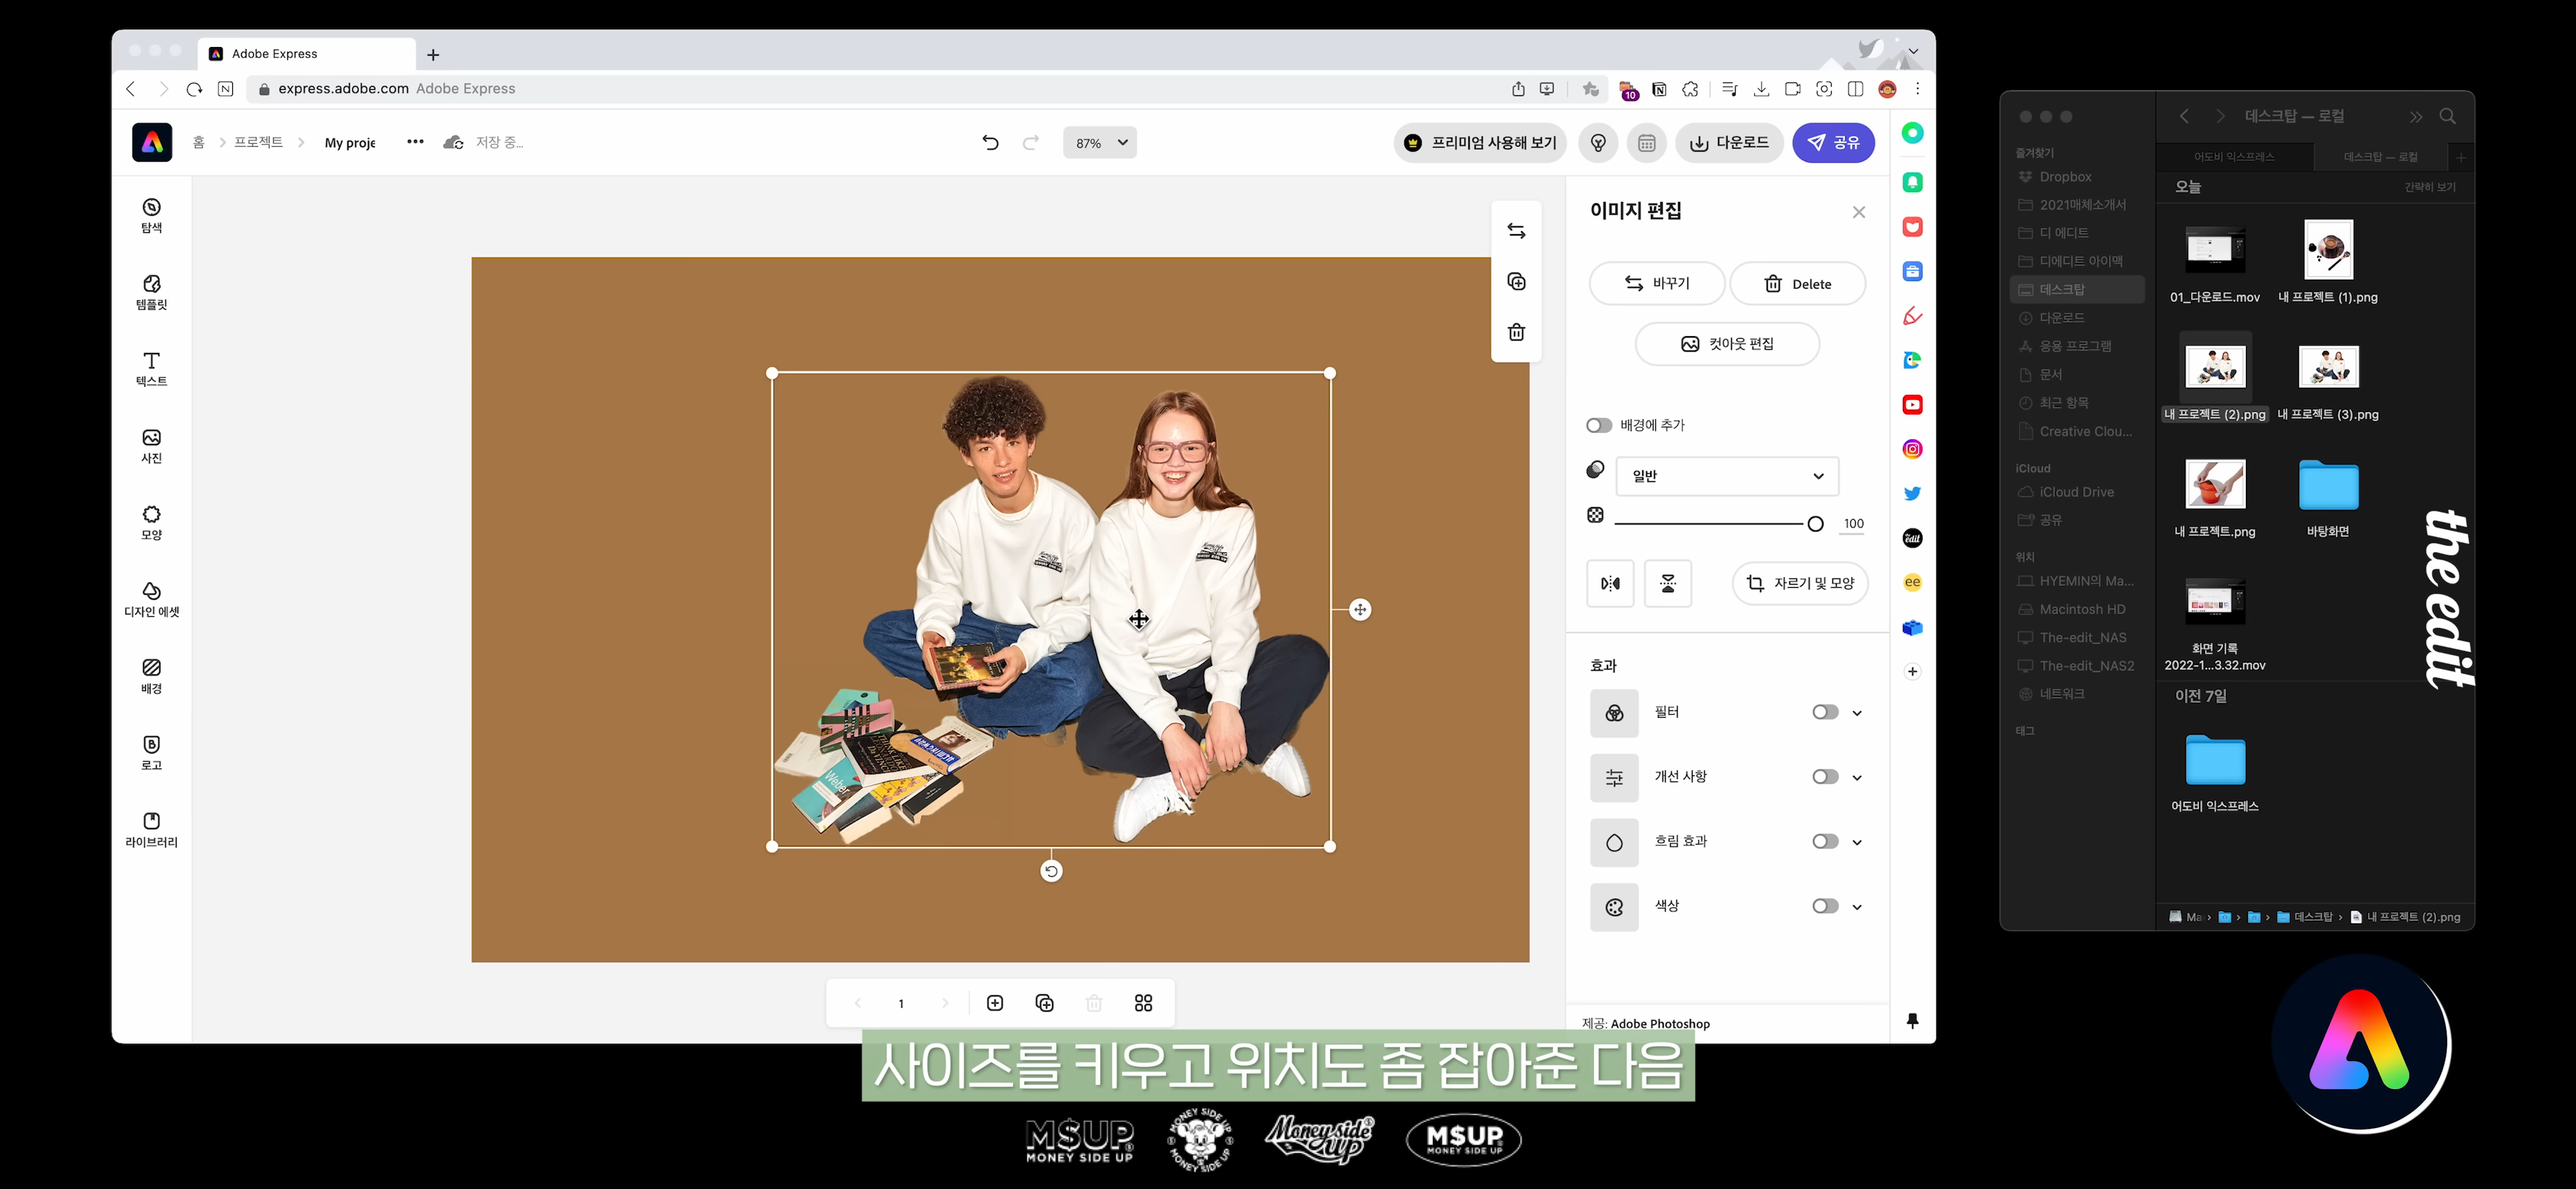 Adobe Express
express.adobe.com Adobe Express
10
홈
프로젝트
My proje
저장 중...
87%
프리미엄 사용해 보기
다운로드
공유
탐색
템플릿
텍스트
사진
모양
디자인 에셋
배경
로고
라이브러리
Weber
이미지 편집
바꾸기
Delete
컷아웃 편집
배경에 추가
일반
100
자르기 및 모양
효과
필터
개선 사항
흐림 효과
색상
제공: Adobe Photoshop
edit
ee
1
사이즈를 키우고 위치도 좀 잡아준 다음
M$UP
MONEY SIDE UP
MONEY SIDE UP
MONEY SIDE UP
Money side Up
M$UP
MONEY SIDE UP
데스크탑 — 로컬
어도비 익스프레스
데스크탑 — 로컬
즐겨찾기
Dropbox
2021매체소개서
디 에디트
디에디트 아이맥
데스크탑
다운로드
응용 프로그램
문서
최근 항목
Creative Clou...
iCloud
iCloud Drive
공유
위치
HYEMIN의 Ma...
Macintosh HD
The-edit_NAS
The-edit_NAS2
네트워크
태그
오늘
간략히 보기
01_다운로드.mov
내 프로젝트 (1).png
내 프로젝트 (2).png
내 프로젝트 (3).png
내 프로젝트.png
바탕화면
화면 기록
2022-1...3.32.mov
이전 7일
어도비 익스프레스
Ma
데스크탑
내 프로젝트 (2).png
the edit